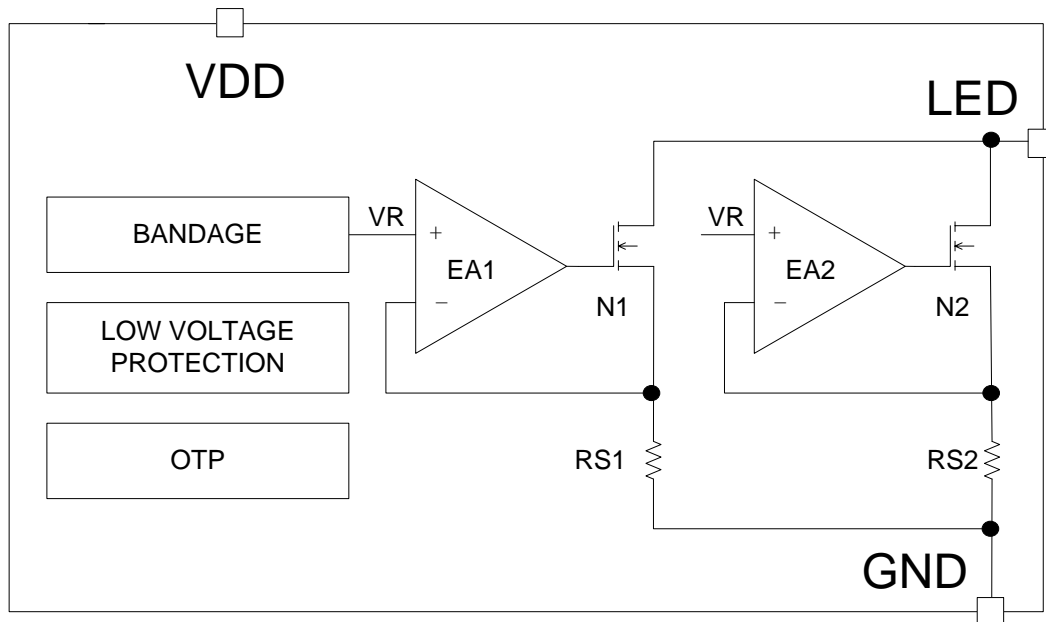 VDD
LED
BANDAGE
VR
+
EA1
−
N1
VR
+
EA2
−
N2
LOW VOLTAGE
PROTECTION
OTP
RS1
RS2
GND